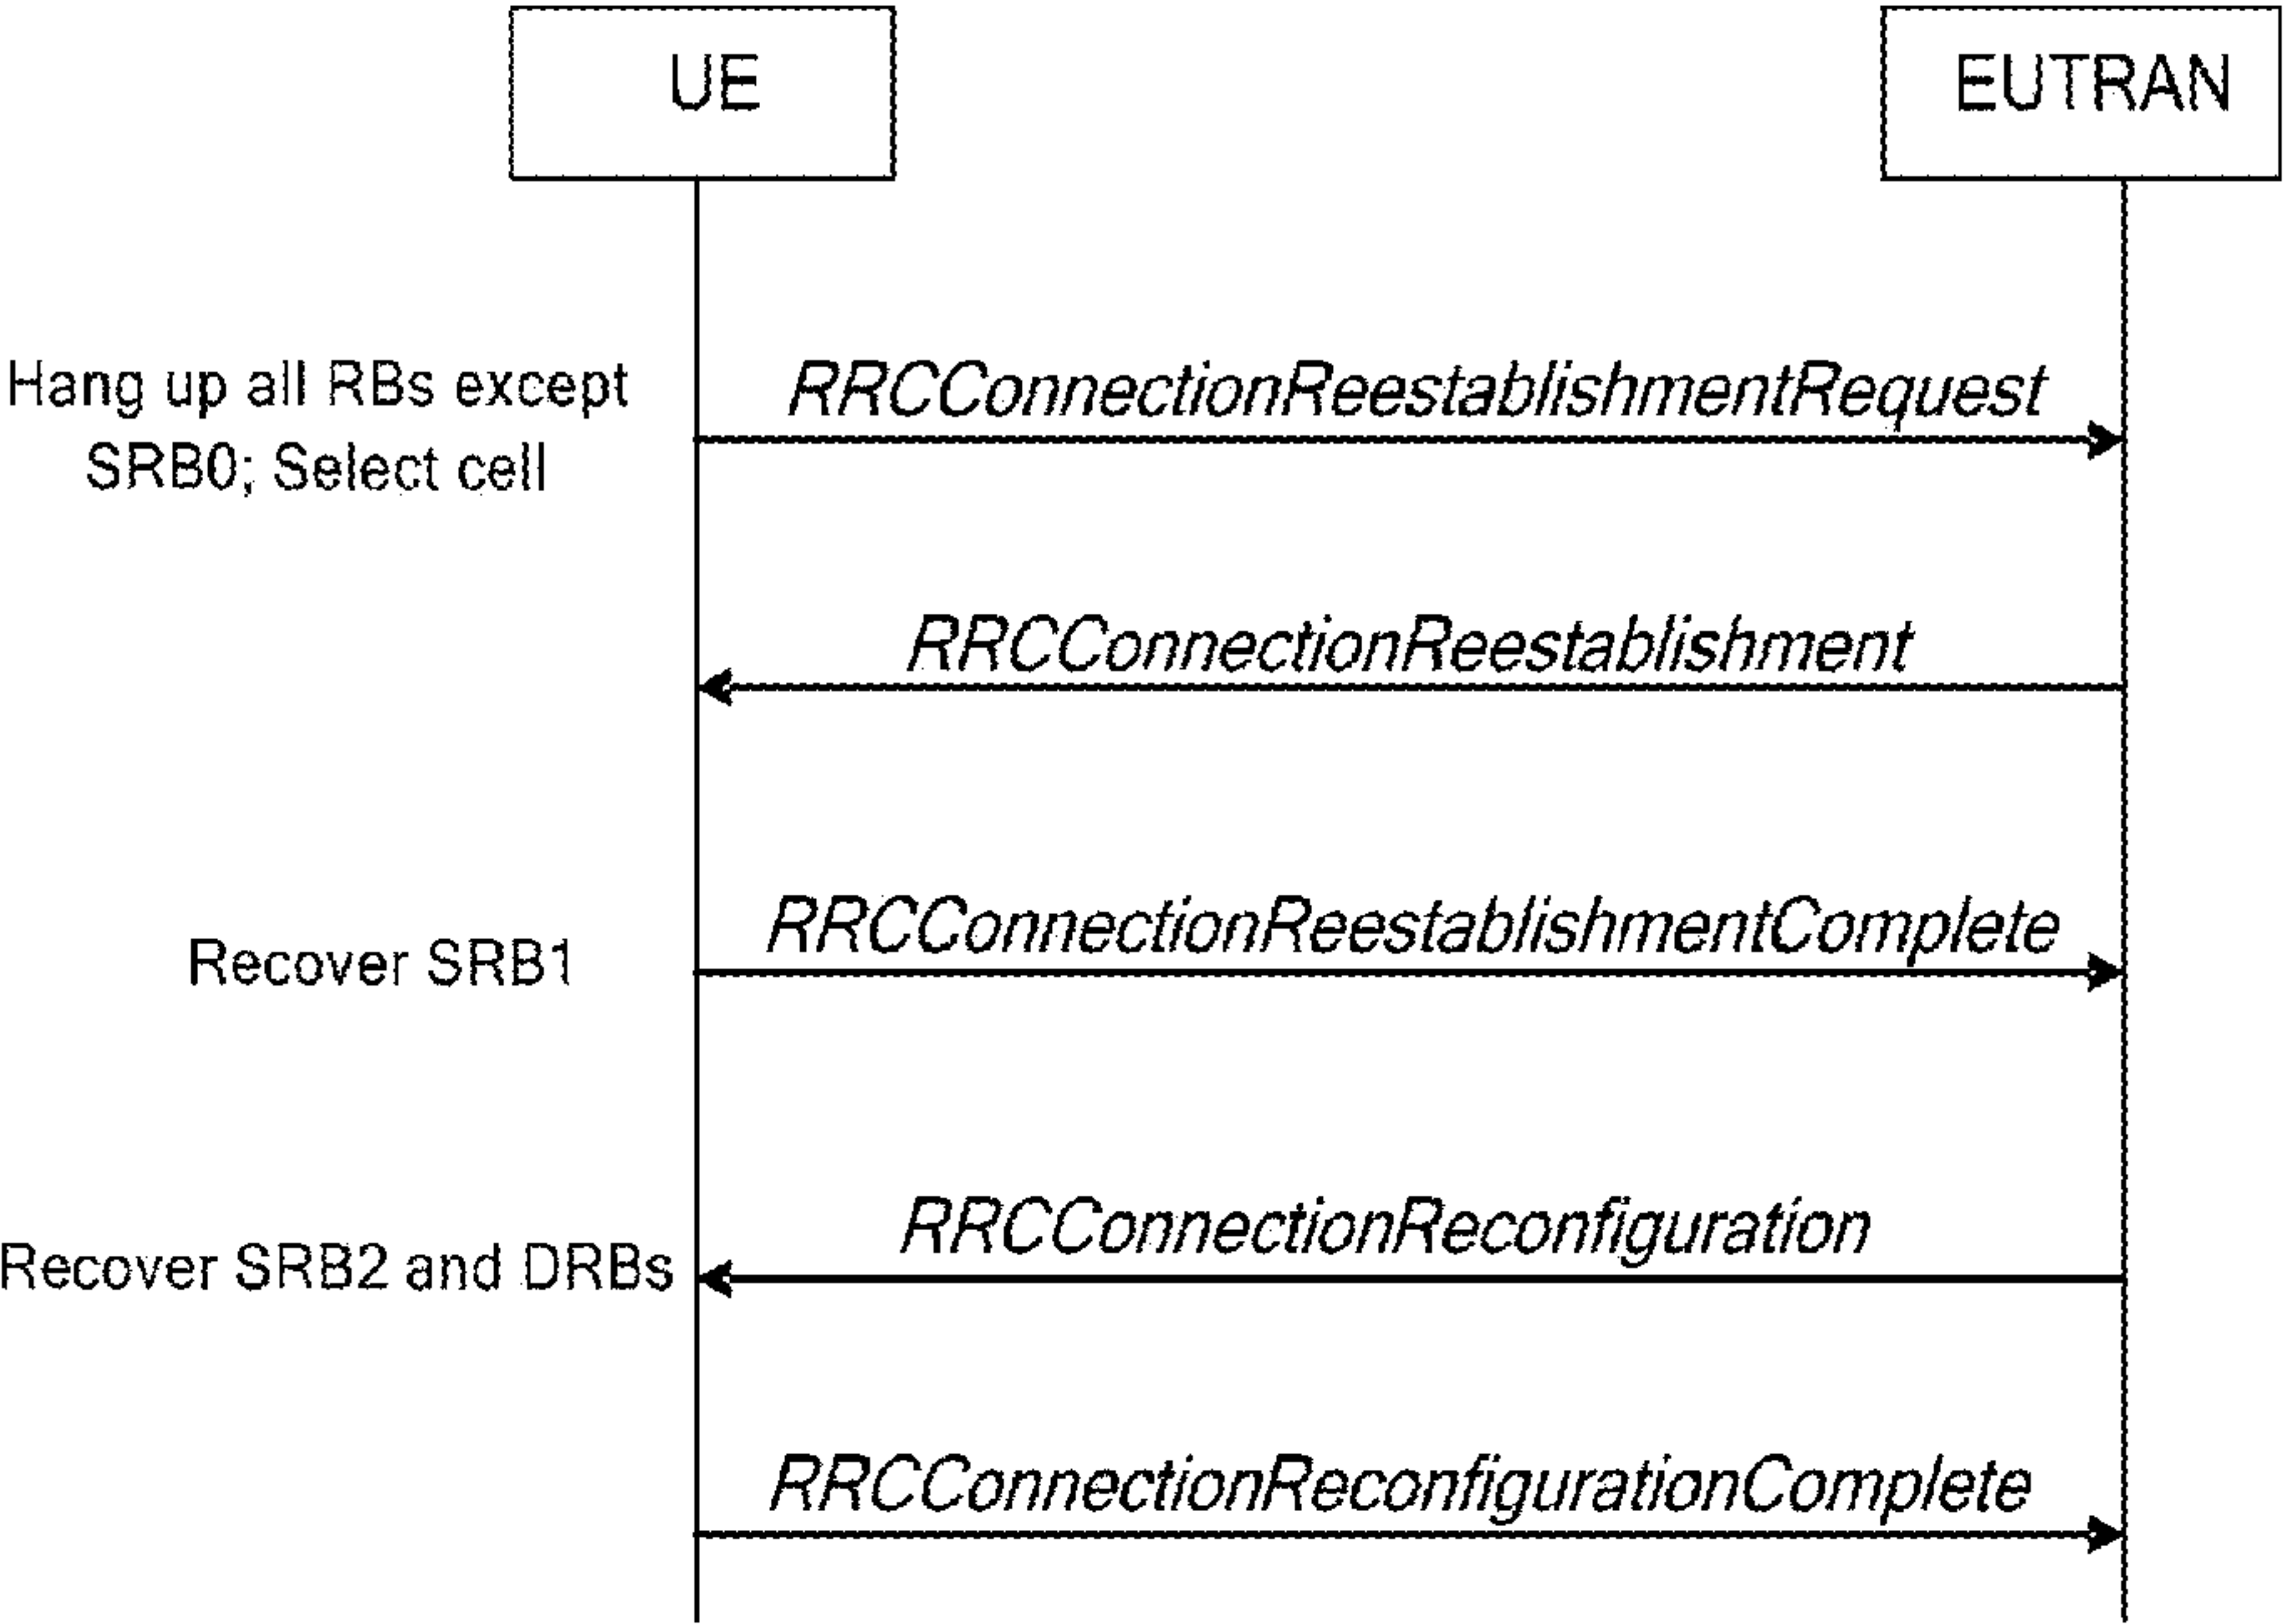 UE
EUTRAN
Hang up all RBs except
SRB0; Select cell
RRCConnectionReestablishmentRequest
RRCConnectionReestablishment
Recover SRB1
RRCConnectionReestablishmentComplete
Recover SRB2 and DRBs
RRCConnectionReconfiguration
RRCConnectionReconfigurationComplete